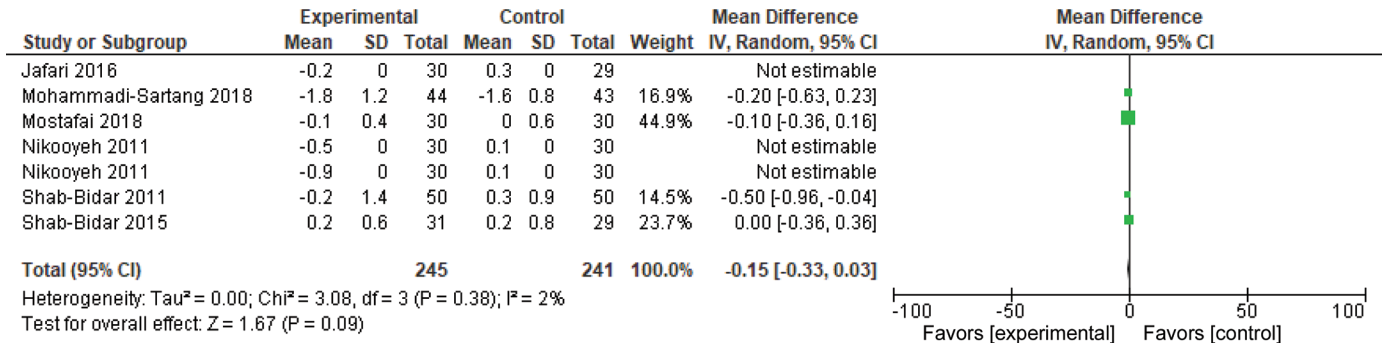 Experimental Control Mean Difference Mean Difference
Study or Subgroup Mean SD Total Mean SD Total Weight IV, Random, 95% CI IV, Random, 95% CI
Jafari 2016 -0.2 0 30 0.3 0 29 Not estimable
Mohammadi-Sartang 2018 -1.8 1.2 44 -1.6 0.8 43 16.9% -0.20 [-0.63, 0.23]
Mostafai 2018 -0.1 0.4 30 0 0.6 30 44.9% -0.10 [-0.36, 0.16]
Nikooyeh 2011 -0.5 0 30 0.1 0 30 Not estimable
Nikooyeh 2011 -0.9 0 30 0.1 0 30 Not estimable
Shab-Bidar 2011 -0.2 1.4 50 0.3 0.9 50 14.5% -0.50 [-0.96, -0.04]
Shab-Bidar 2015 0.2 0.6 31 0.2 0.8 29 23.7% 0.00 [-0.36, 0.36]
Total (95% CI) 245 241 100.0% -0.15 [-0.33, 0.03]
Heterogeneity: Tau² = 0.00; Chi² = 3.08, df = 3 (P = 0.38); I² = 2%
Test for overall effect: Z = 1.67 (P = 0.09)
-100 -50 0 50 100
Favors [experimental] Favors [control]